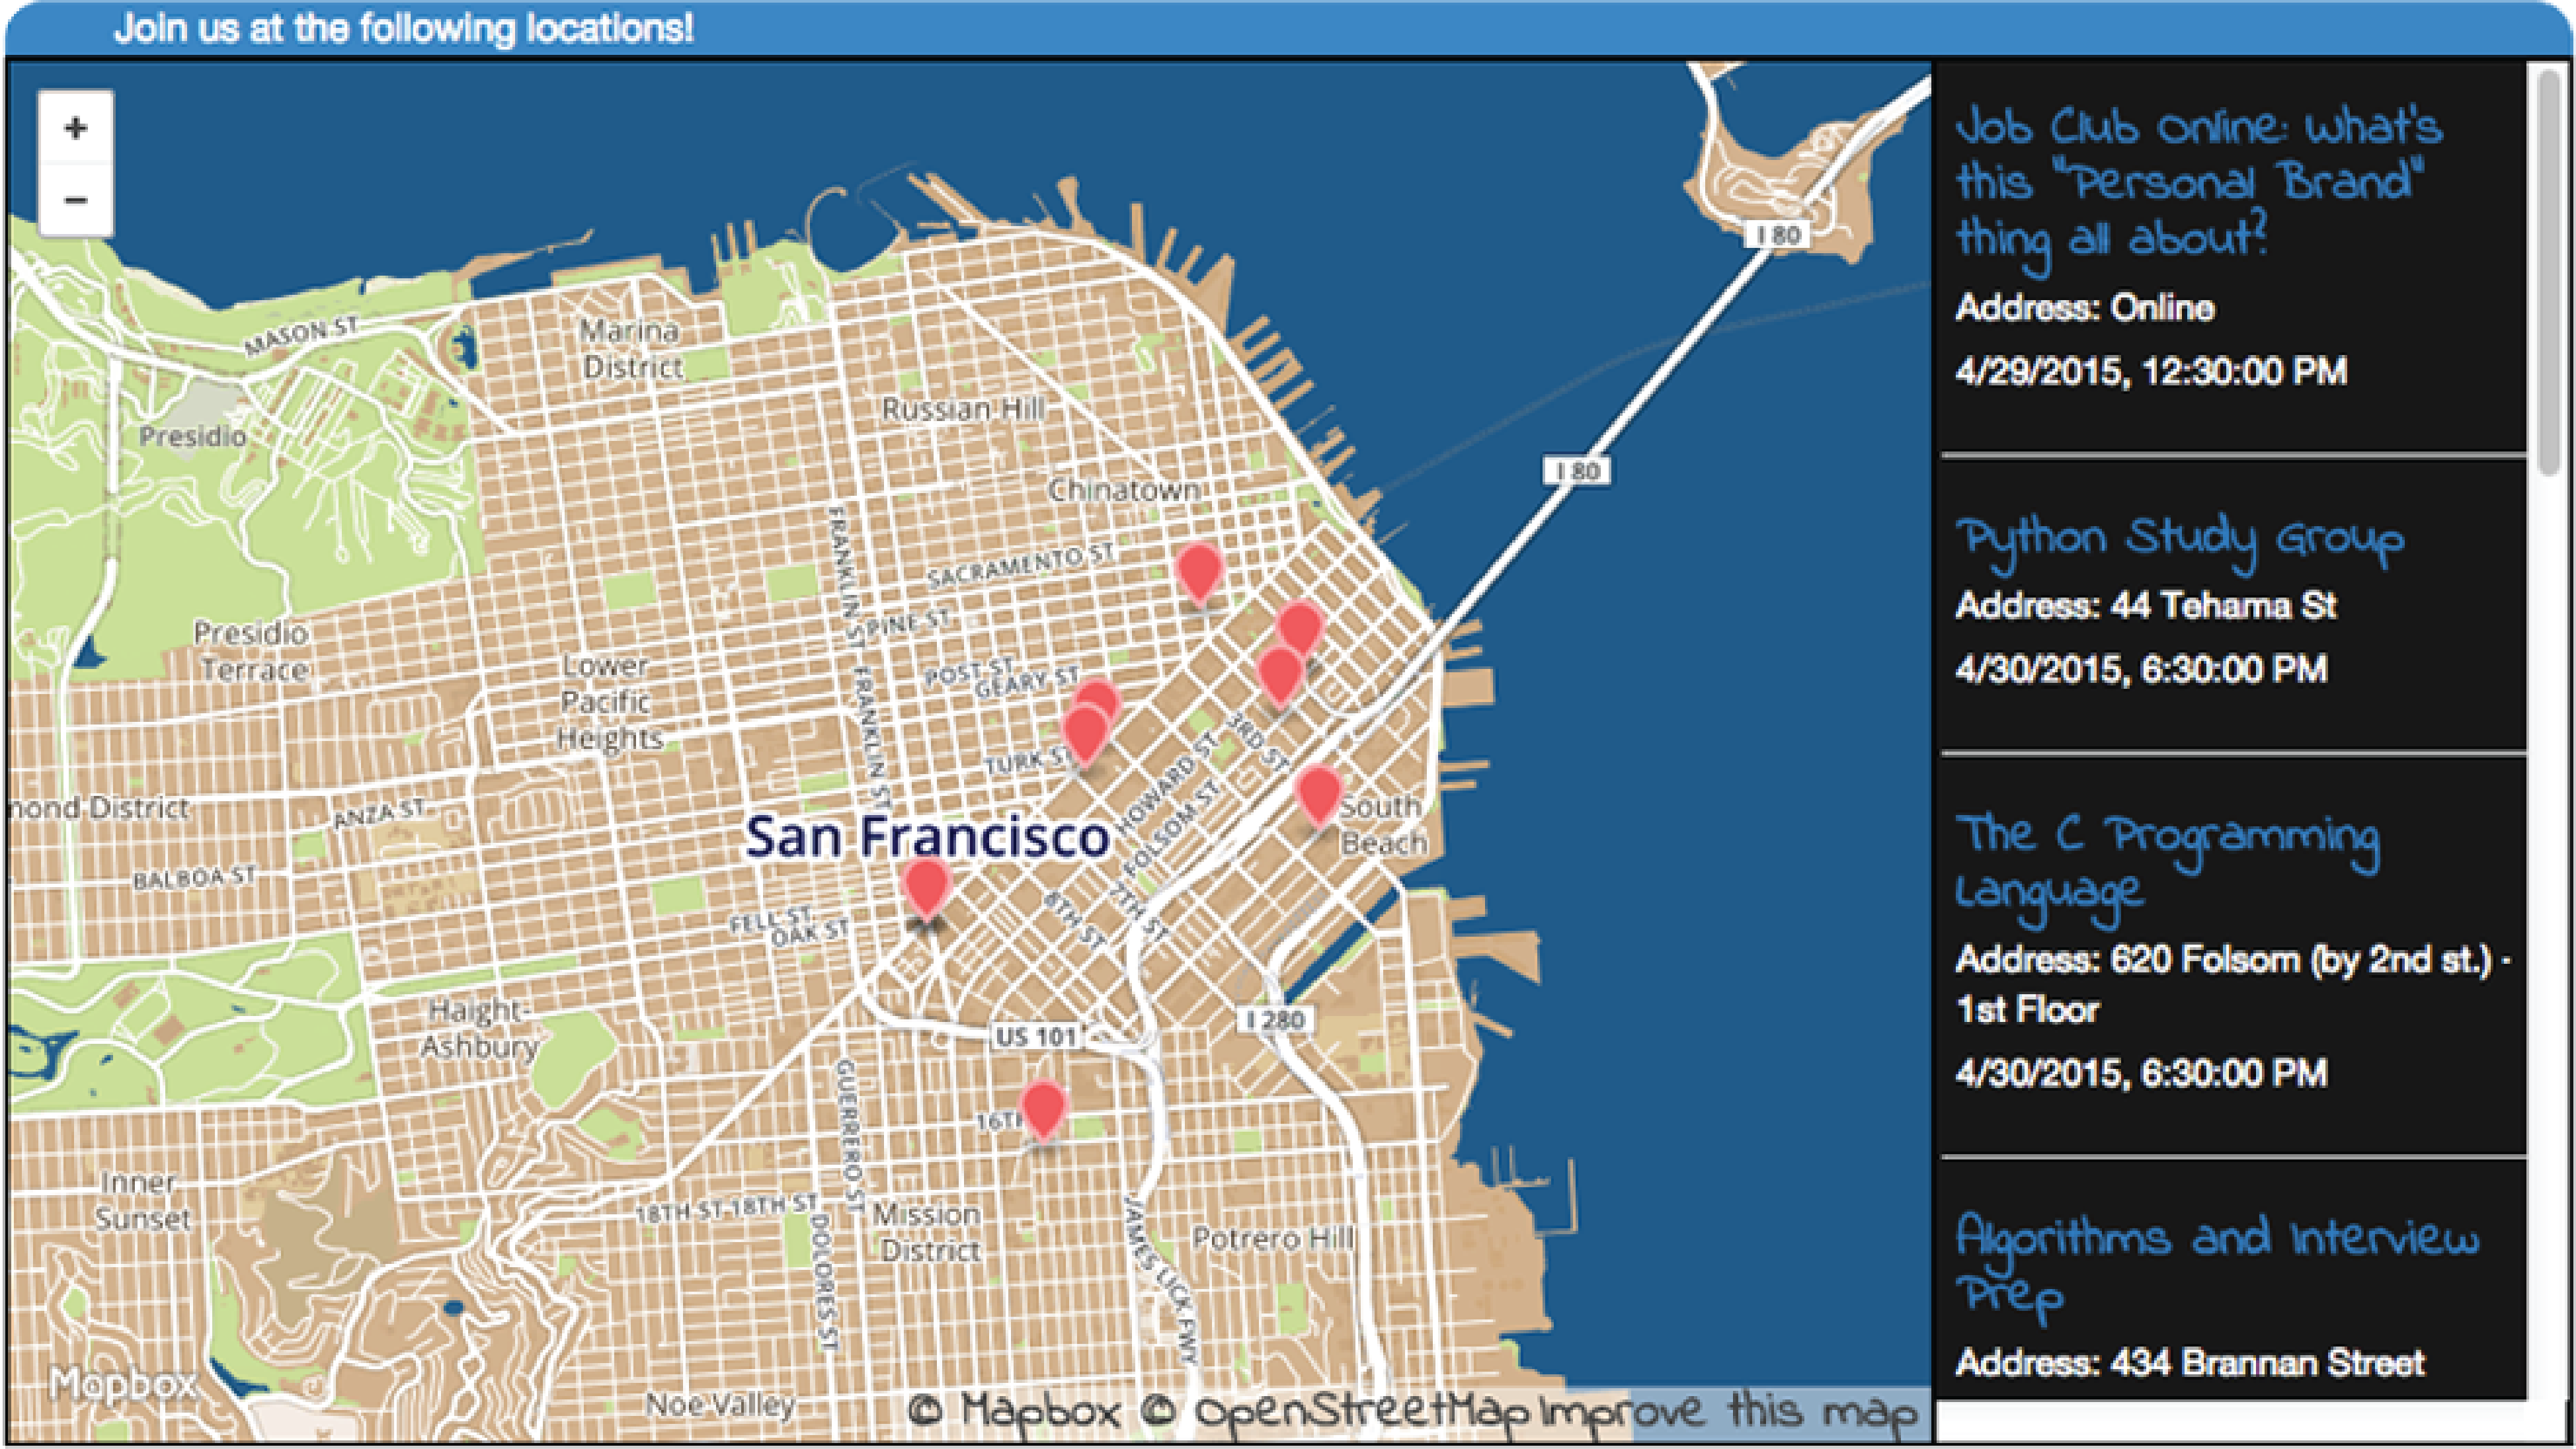 Join us at the following locations!
+
−
I 80
MASON ST
Marina
District
Presidio
Russian Hill
I 80
Chinatown
FRANKLIN ST
SACRAMENTO ST
PINE ST
Presidio
Terrace
Lower
Pacific
Heights
POST ST
GEARY ST
FRANKLIN ST
3RD ST
TURK ST
HOWARD ST
FOLSOM ST
mond District
ANZA ST
South
Beach
San Francisco
BALBOA ST
8TH ST
7TH ST
FELL ST
OAK ST
Haight-
Ashbury
US 101
I 280
16TH
GUERRERO ST
Inner
Sunset
18TH ST 18TH ST
Mission
District
DOLORES ST
JAMES LICK FWY
Potrero Hill
Mapbox
Noe Valley
© Mapbox © OpenStreetMap Improve this map
Job Club Online: What's
this "Personal Brand"
thing all about?
Address: Online
4/29/2015, 12:30:00 PM
Python Study Group
Address: 44 Tehama St
4/30/2015, 6:30:00 PM
The C Programming
Language
Address: 620 Folsom (by 2nd st.) -
1st Floor
4/30/2015, 6:30:00 PM
Algorithms and Interview
Prep
Address: 434 Brannan Street